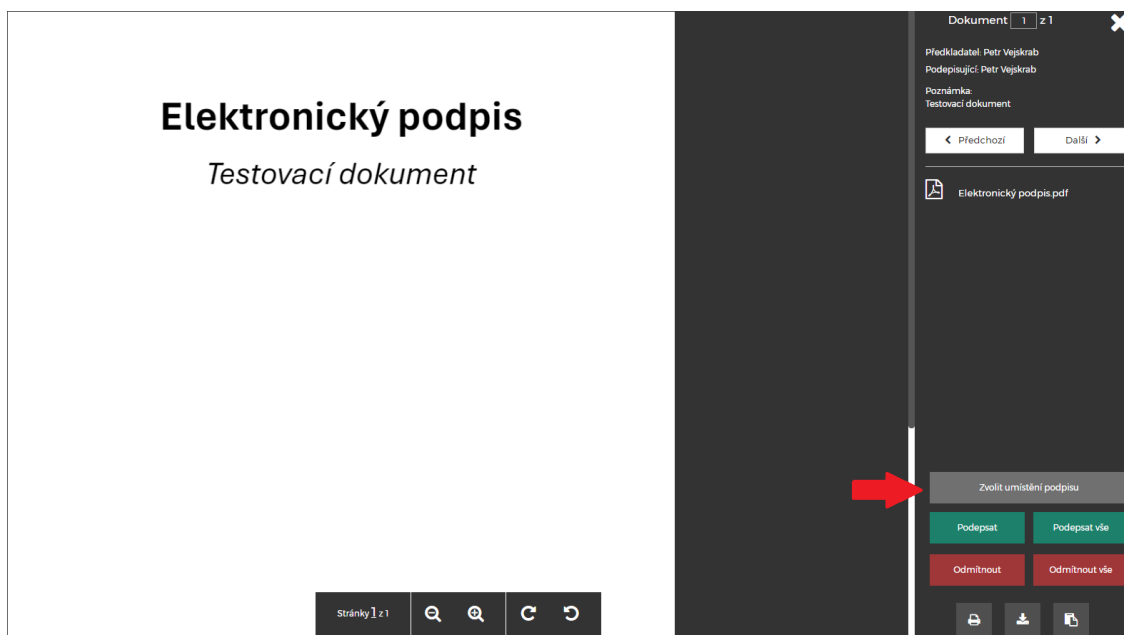 Elektronický podpis
Testovací dokument
Stránky 1 z 1
Dokument 1 z 1
Předkladatel: Petr Vejskrab
Podepisující: Petr Vejskrab
Poznámka:
Testovací dokument
Předchozí Další
Elektronický podpis.pdf
Zvolit umístění podpisu
Podepsat Podepsat vše
Odmítnout Odmítnout vše